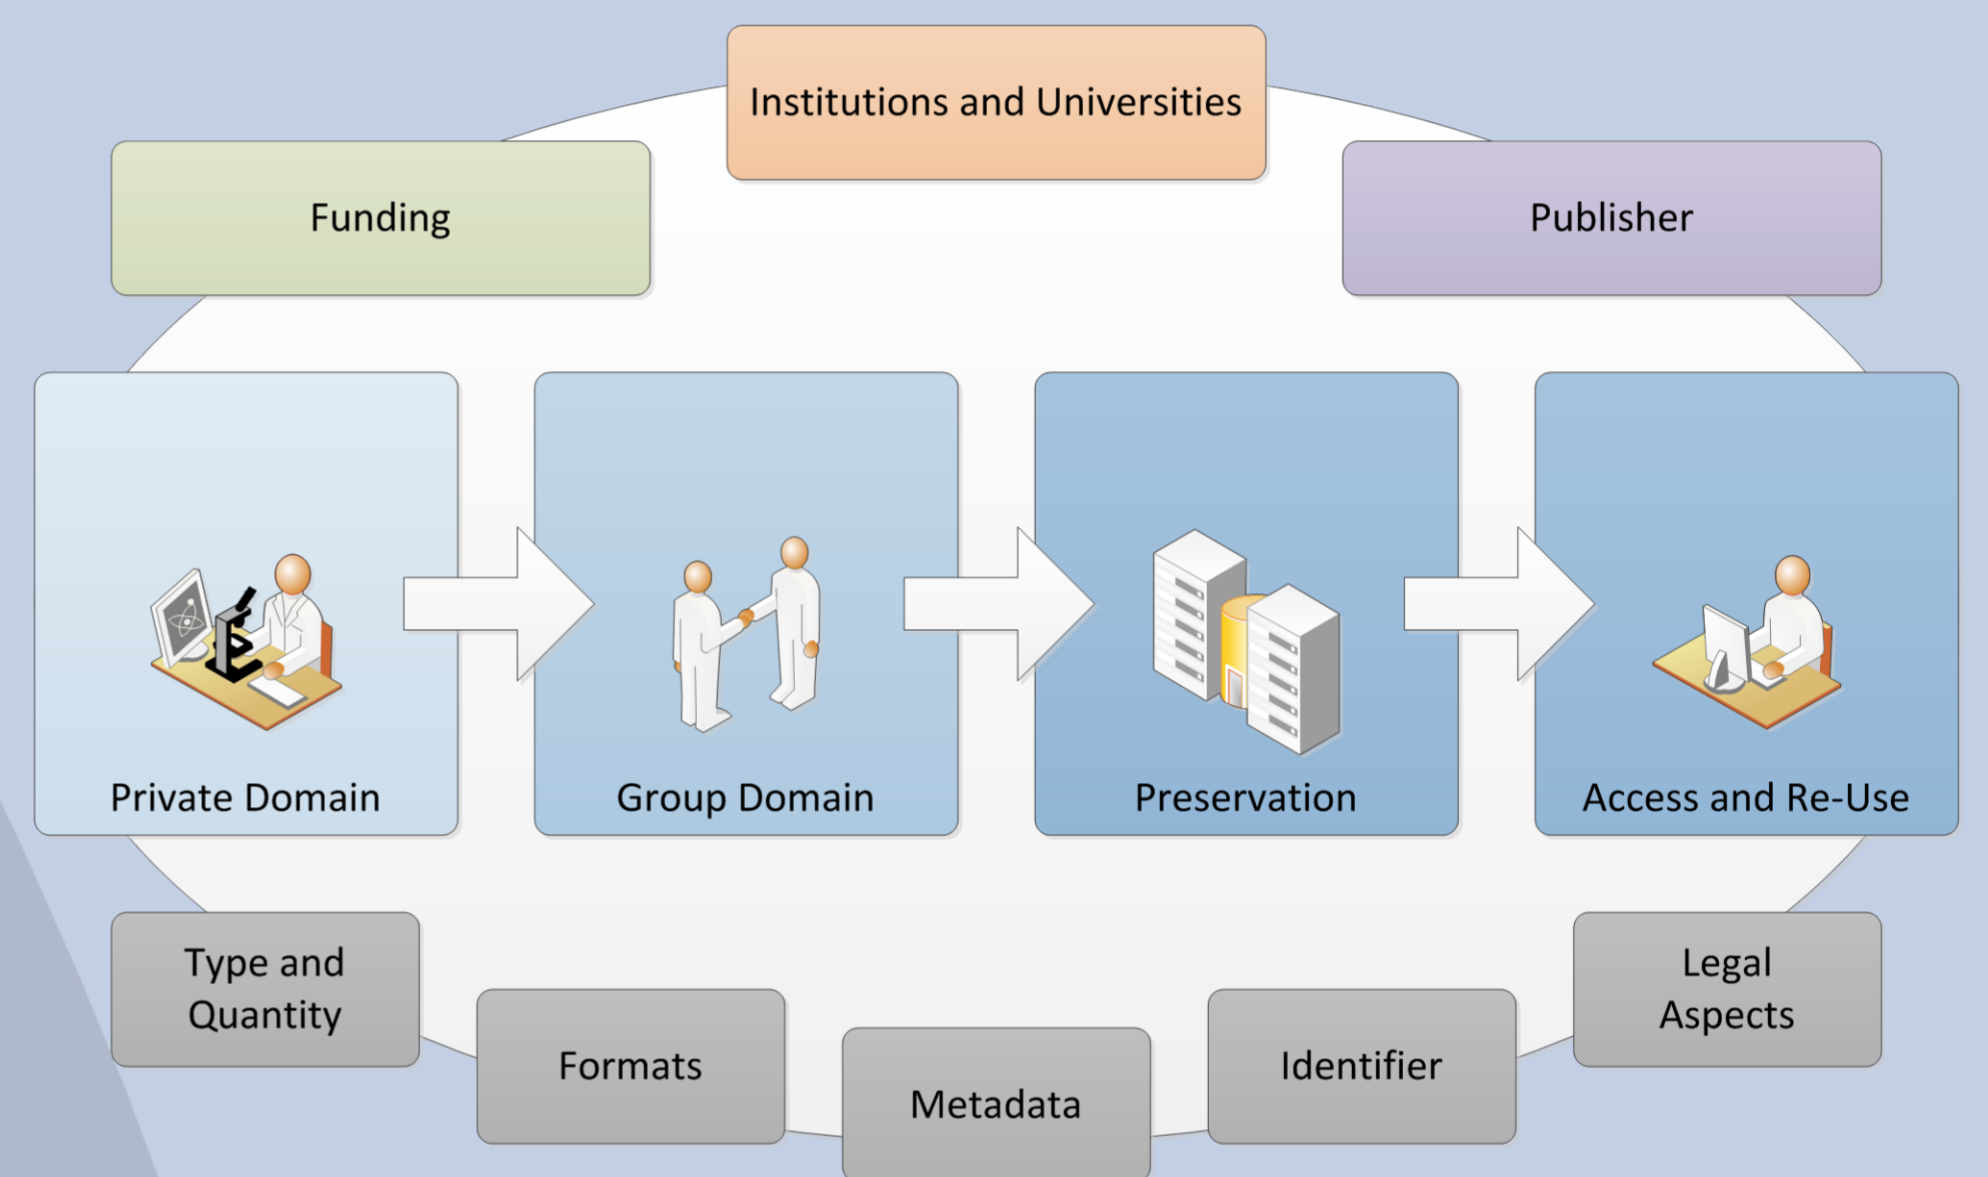 Institutions and Universities
Funding
Publisher
Private Domain
Group Domain
Preservation
Access and Re-Use
Type and
Quantity
Formats
Metadata
Identifier
Legal
Aspects